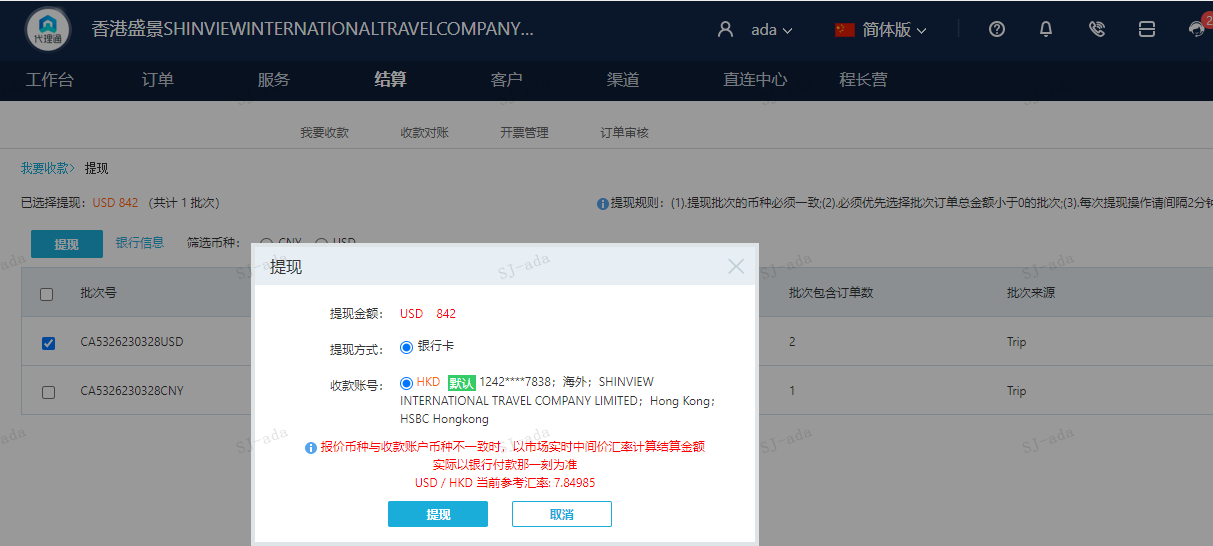 代理通
香港盛景SHINVIEWINTERNATIONALTRAVELCOMPANY...
ada
简体版
2
工作台 订单 服务 结算 客户 渠道 直连中心 程长营
我要收款 收款对账 开票管理 订单审核
我要收款> 提现
已选择提现: USD 842 (共计 1 批次)
提现规则: (1).提现批次的币种必须一致;(2).必须优先选择批次订单总金额小于0的批次;(3).每次提现操作请间隔2分钟
提现 银行信息 筛选币种: CNY USD
批次号 批次包含订单数 批次来源
CA5326230328USD 2 Trip
CA5326230328CNY 1 Trip
提现
提现金额: USD 842
提现方式: 银行卡
收款账号: HKD 默认 1242****7838; 海外; SHINVIEW
INTERNATIONAL TRAVEL COMPANY LIMITED; Hong Kong;
HSBC Hongkong
报价币种与收款账户币种不一致时, 以市场实时中间价汇率计算结算金额
实际以银行付款那一刻为准
USD / HKD 当前参考汇率: 7.84985
提现 取消
SJ-ada
SJ-ada
SJ-ada
SJ-ada
SJ-ada
SJ-ada
SJ-ada
SJ-ada